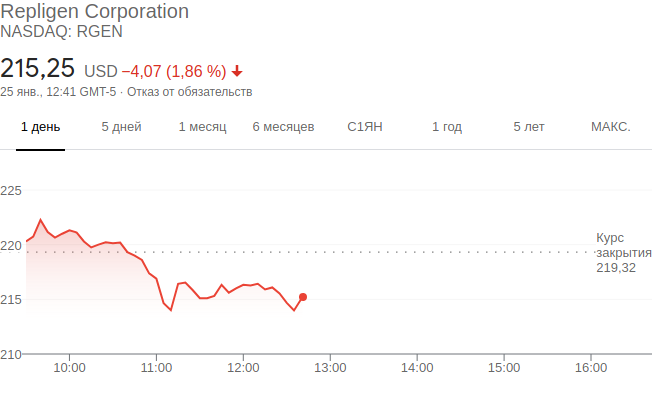 Repligen Corporation
NASDAQ: RGEN
215,25 USD −4,07 (1,86 %)
25 янв., 12:41 GMT-5 · Отказ от обязательств
1 день 5 дней 1 месяц 6 месяцев С1ЯН 1 год 5 лет МАКС.
225
220
215
210
Курс
закрытия
219,32
10:00 11:00 12:00 13:00 14:00 15:00 16:00